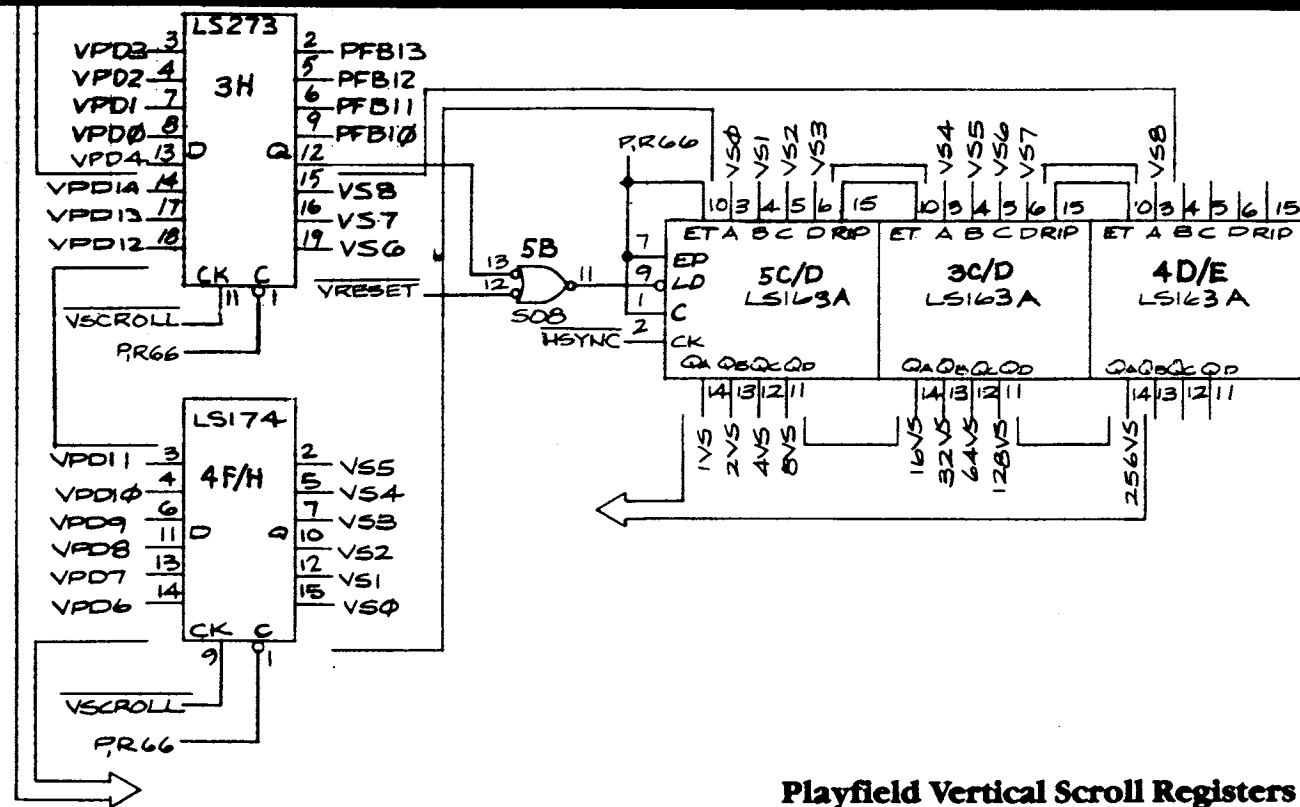 LS273
3H
VPD3 3 2 PFB13
VPD2 4 5 PFB12
VPD1 7 6 PFB11
VPDØ 8 9 PFB1Ø
VPD4 13 D Q 12
VPD14 14 15 VS8
VPD13 17 16 VS7
VPD12 18 19 VS6
CK C
11 1
VSCROLL
P,R66
LS174
4F/H
VPD11 3 2 VS5
VPD1Ø 4 5 VS4
VPD9 6 7 VS3
VPD8 11 D Q 10 VS2
VPD7 13 12 VS1
VPD6 14 15 VSØ
CK C
9 1
VSCROLL
P,R66
5B
13
12 11
VRESET
S08
HSYNC
P,R66
VSØ VS1 VS2 VS3 VS4 VS5 VS6 VS7 VS8
10 3 4 5 6 15 10 3 4 5 6 15 10 3 4 5 6 15
ET A B C D RIP ET A B C D RIP ET A B C D RIP
7 EP
9 LD
1 C
2 CK
5C/D 3C/D 4D/E
LS163A LS163A LS163A
QA QB QC QD QA QB QC QD QA QB QC QD
14 13 12 11 14 13 12 11 14 13 12 11
1VS 2VS 4VS 8VS 16VS 32VS 64VS 128VS 256VS
Playfield Vertical Scroll Registers